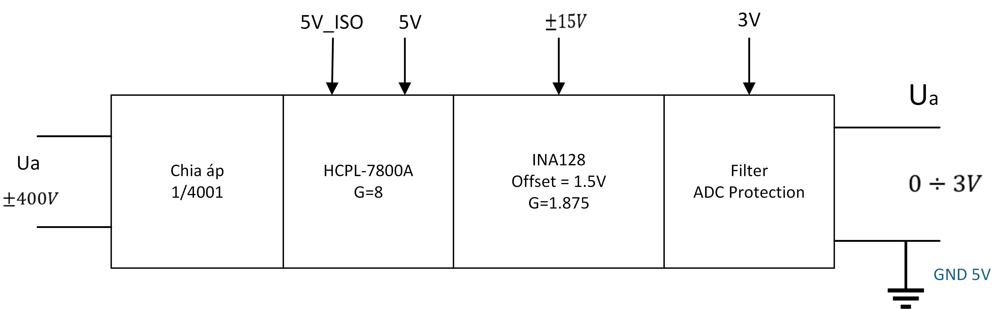 5V_ISO
5V
±15V
3V
Ua
±400V
Chia áp
1/4001
HCPL-7800A
G=8
INA128
Offset = 1.5V
G=1.875
Filter
ADC Protection
Ua
0 ÷ 3V
GND 5V